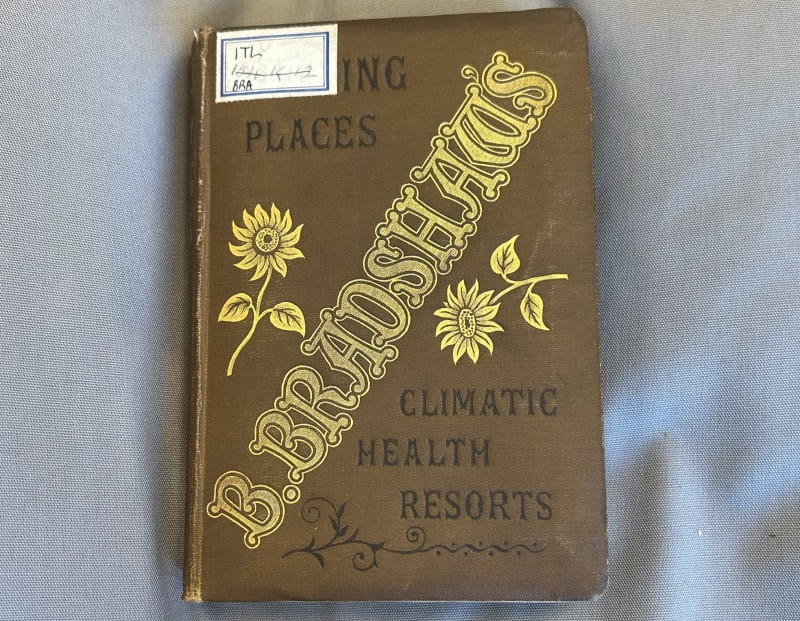 ITL
BRA
ING
PLACES
B. BRADSHAW'S
CLIMATIC
HEALTH
RESORTS